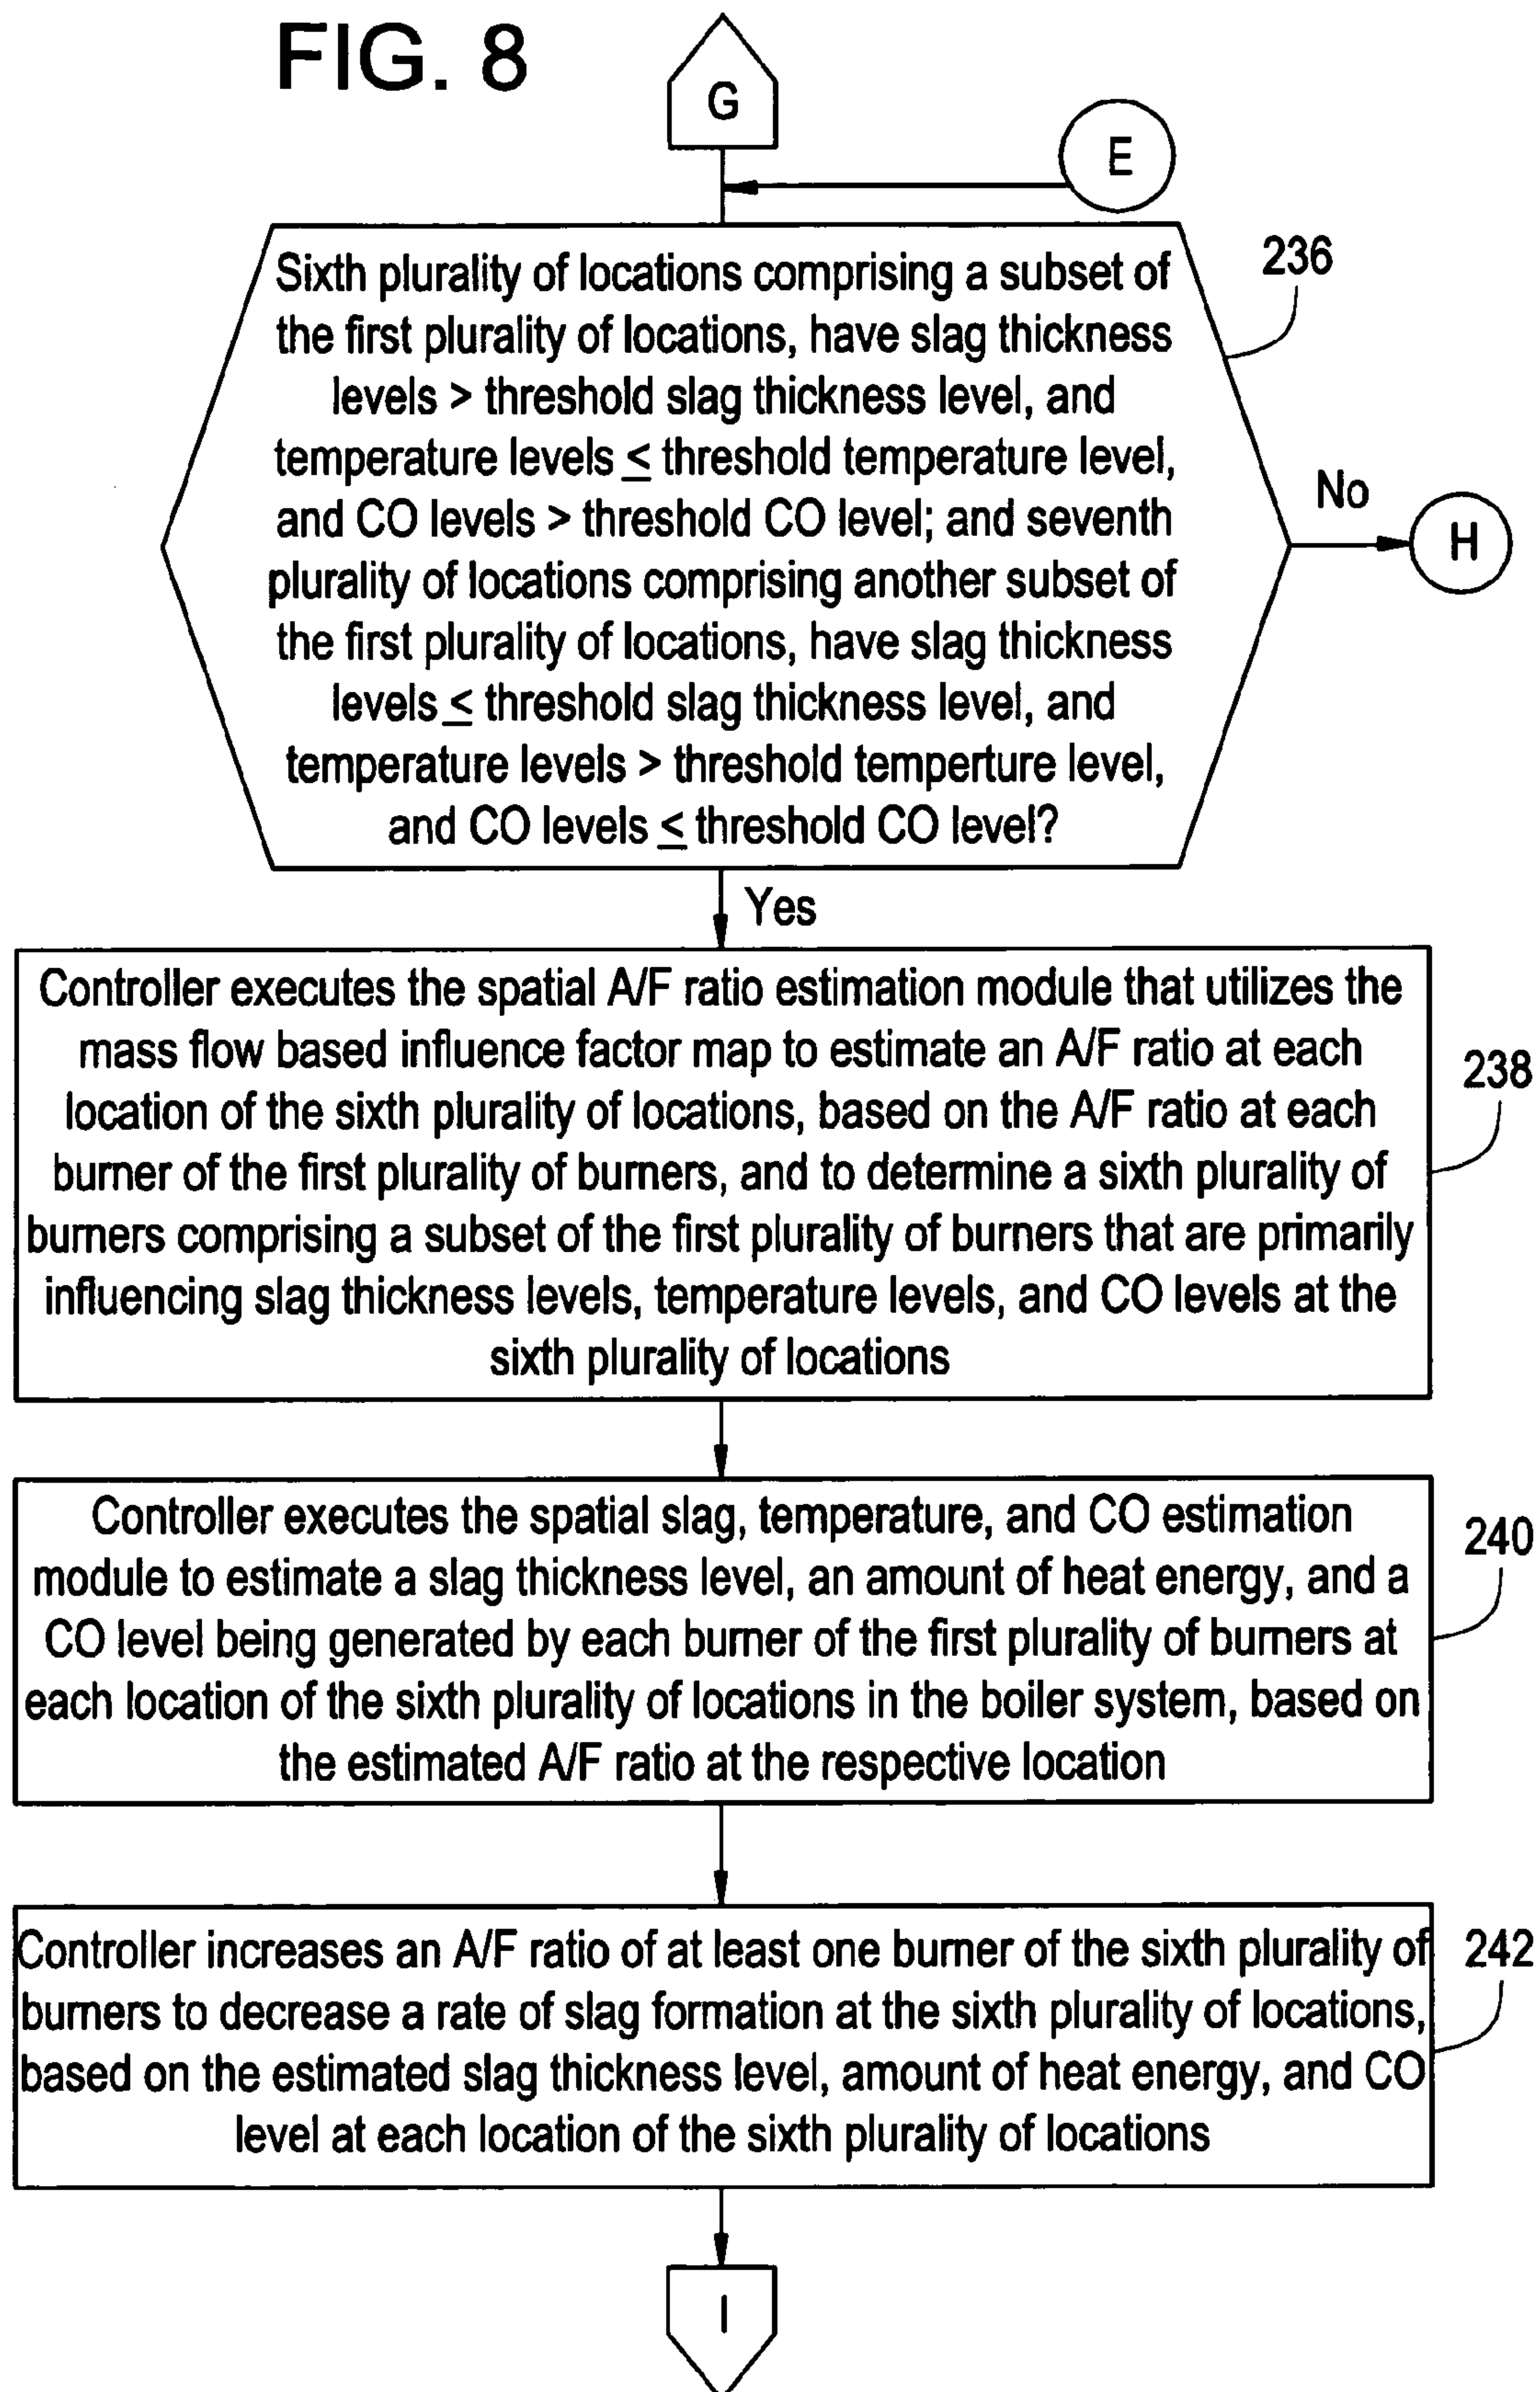 FIG. 8
G
E
Sixth plurality of locations comprising a subset of
the first plurality of locations, have slag thickness
levels > threshold slag thickness level, and
temperature levels ≤ threshold temperature level,
and CO levels > threshold CO level; and seventh
plurality of locations comprising another subset of
the first plurality of locations, have slag thickness
levels ≤ threshold slag thickness level, and
temperature levels > threshold temperture level,
and CO levels ≤ threshold CO level?
236
No
H
Yes
Controller executes the spatial A/F ratio estimation module that utilizes the
mass flow based influence factor map to estimate an A/F ratio at each
location of the sixth plurality of locations, based on the A/F ratio at each
burner of the first plurality of burners, and to determine a sixth plurality of
burners comprising a subset of the first plurality of burners that are primarily
influencing slag thickness levels, temperature levels, and CO levels at the
sixth plurality of locations
238
Controller executes the spatial slag, temperature, and CO estimation
module to estimate a slag thickness level, an amount of heat energy, and a
CO level being generated by each burner of the first plurality of burners at
each location of the sixth plurality of locations in the boiler system, based on
the estimated A/F ratio at the respective location
240
Controller increases an A/F ratio of at least one burner of the sixth plurality of
burners to decrease a rate of slag formation at the sixth plurality of locations,
based on the estimated slag thickness level, amount of heat energy, and CO
level at each location of the sixth plurality of locations
242
I